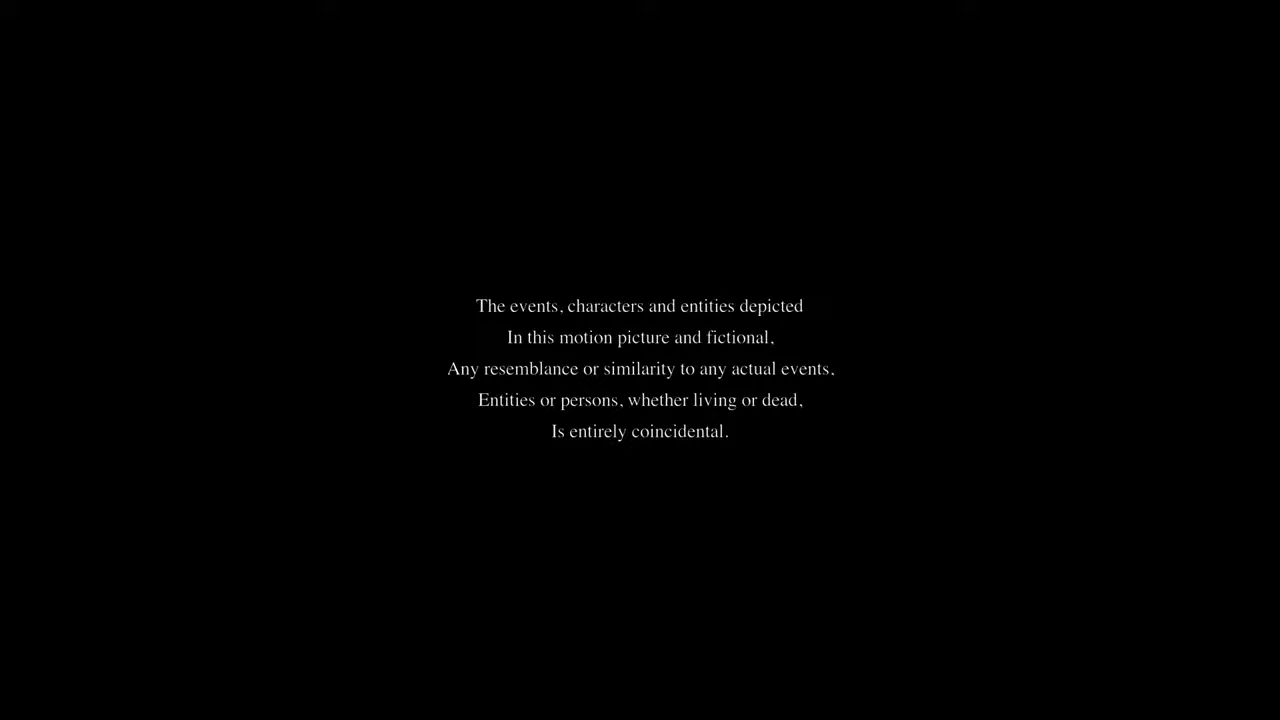 The events, characters and entities depicted
In this motion picture and fictional,
Any resemblance or similarity to any actual events,
Entities or persons, whether living or dead,
Is entirely coincidental.